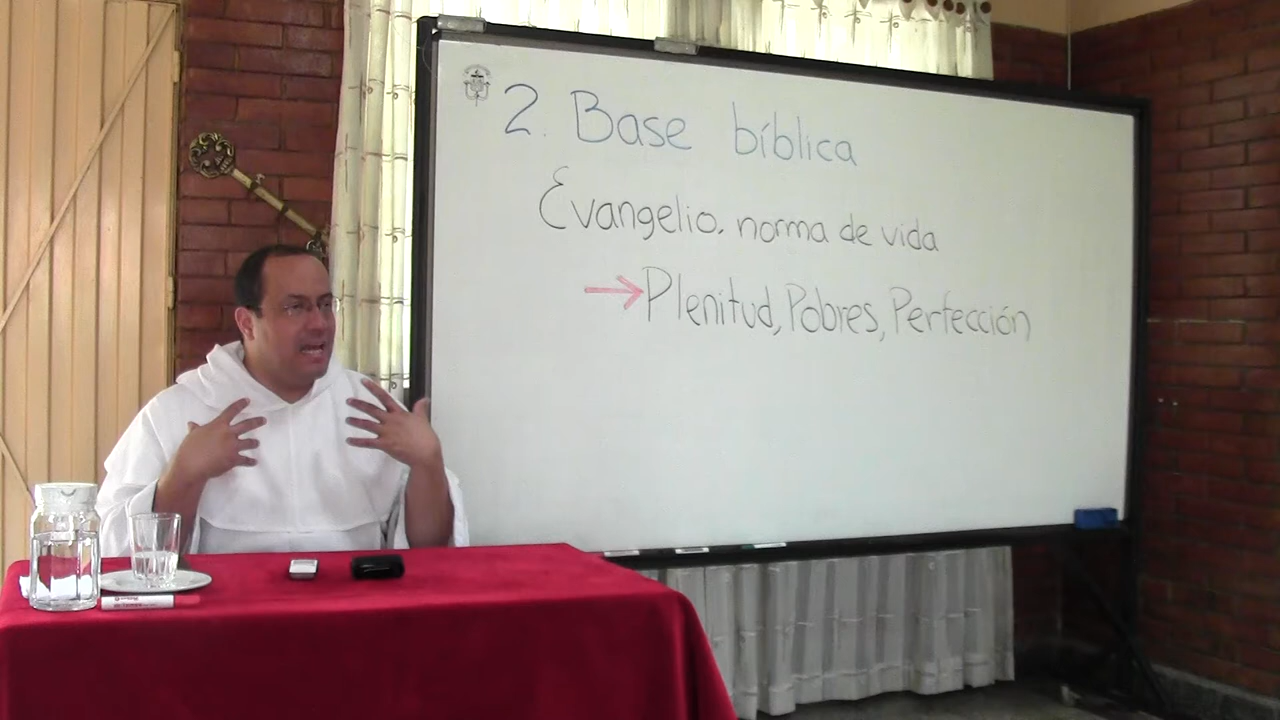 2. Base bíblica
Evangelio, norma de vida
→Plenitud, Pobres, Perfección